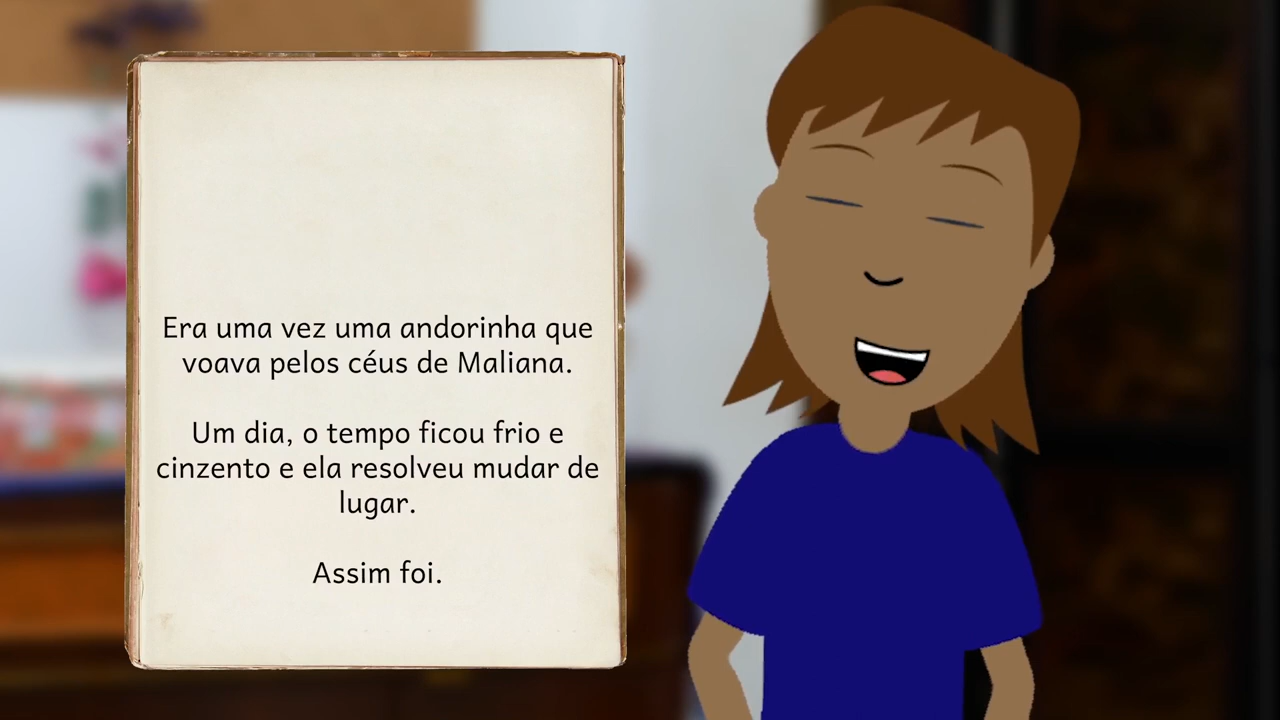 Era uma vez uma andorinha que
voava pelos céus de Maliana.
Um dia, o tempo ficou frio e
cinzento e ela resolveu mudar de
lugar.
Assim foi.